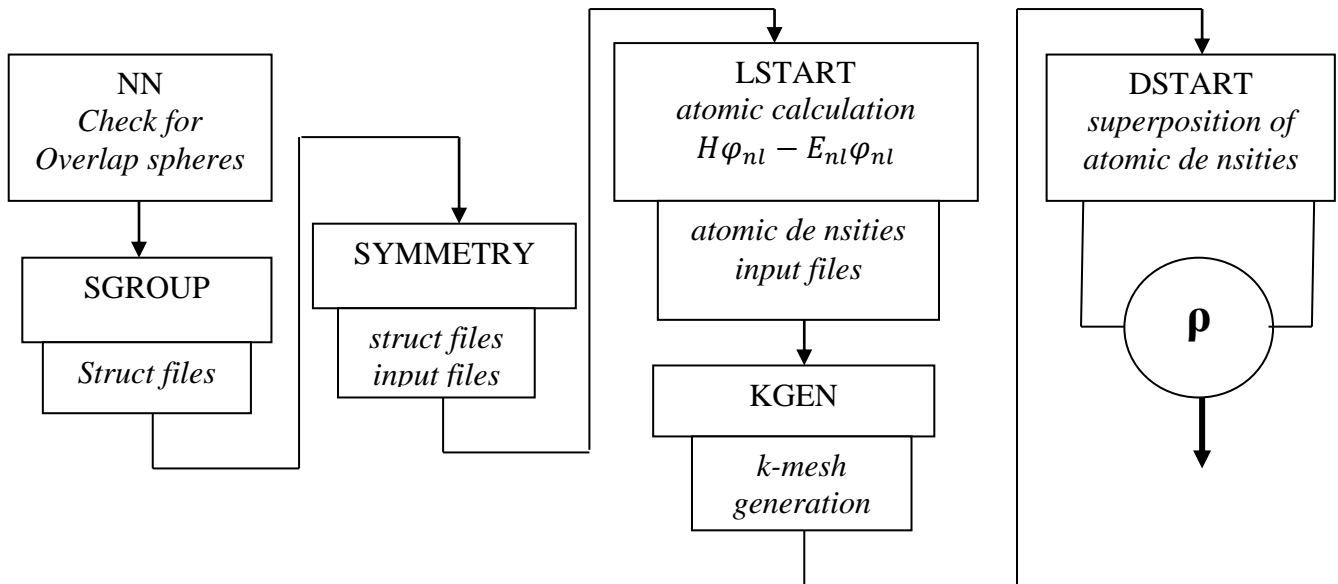 NN
Check for
Overlap spheres
SGROUP
Struct files
SYMMETRY
struct files
input files
LSTART
atomic calculation
𝐻𝜑𝑛𝑙 − 𝐸𝑛𝑙𝜑𝑛𝑙
atomic de nsities
input files
KGEN
k-mesh
generation
DSTART
superposition of
atomic de nsities
ρ